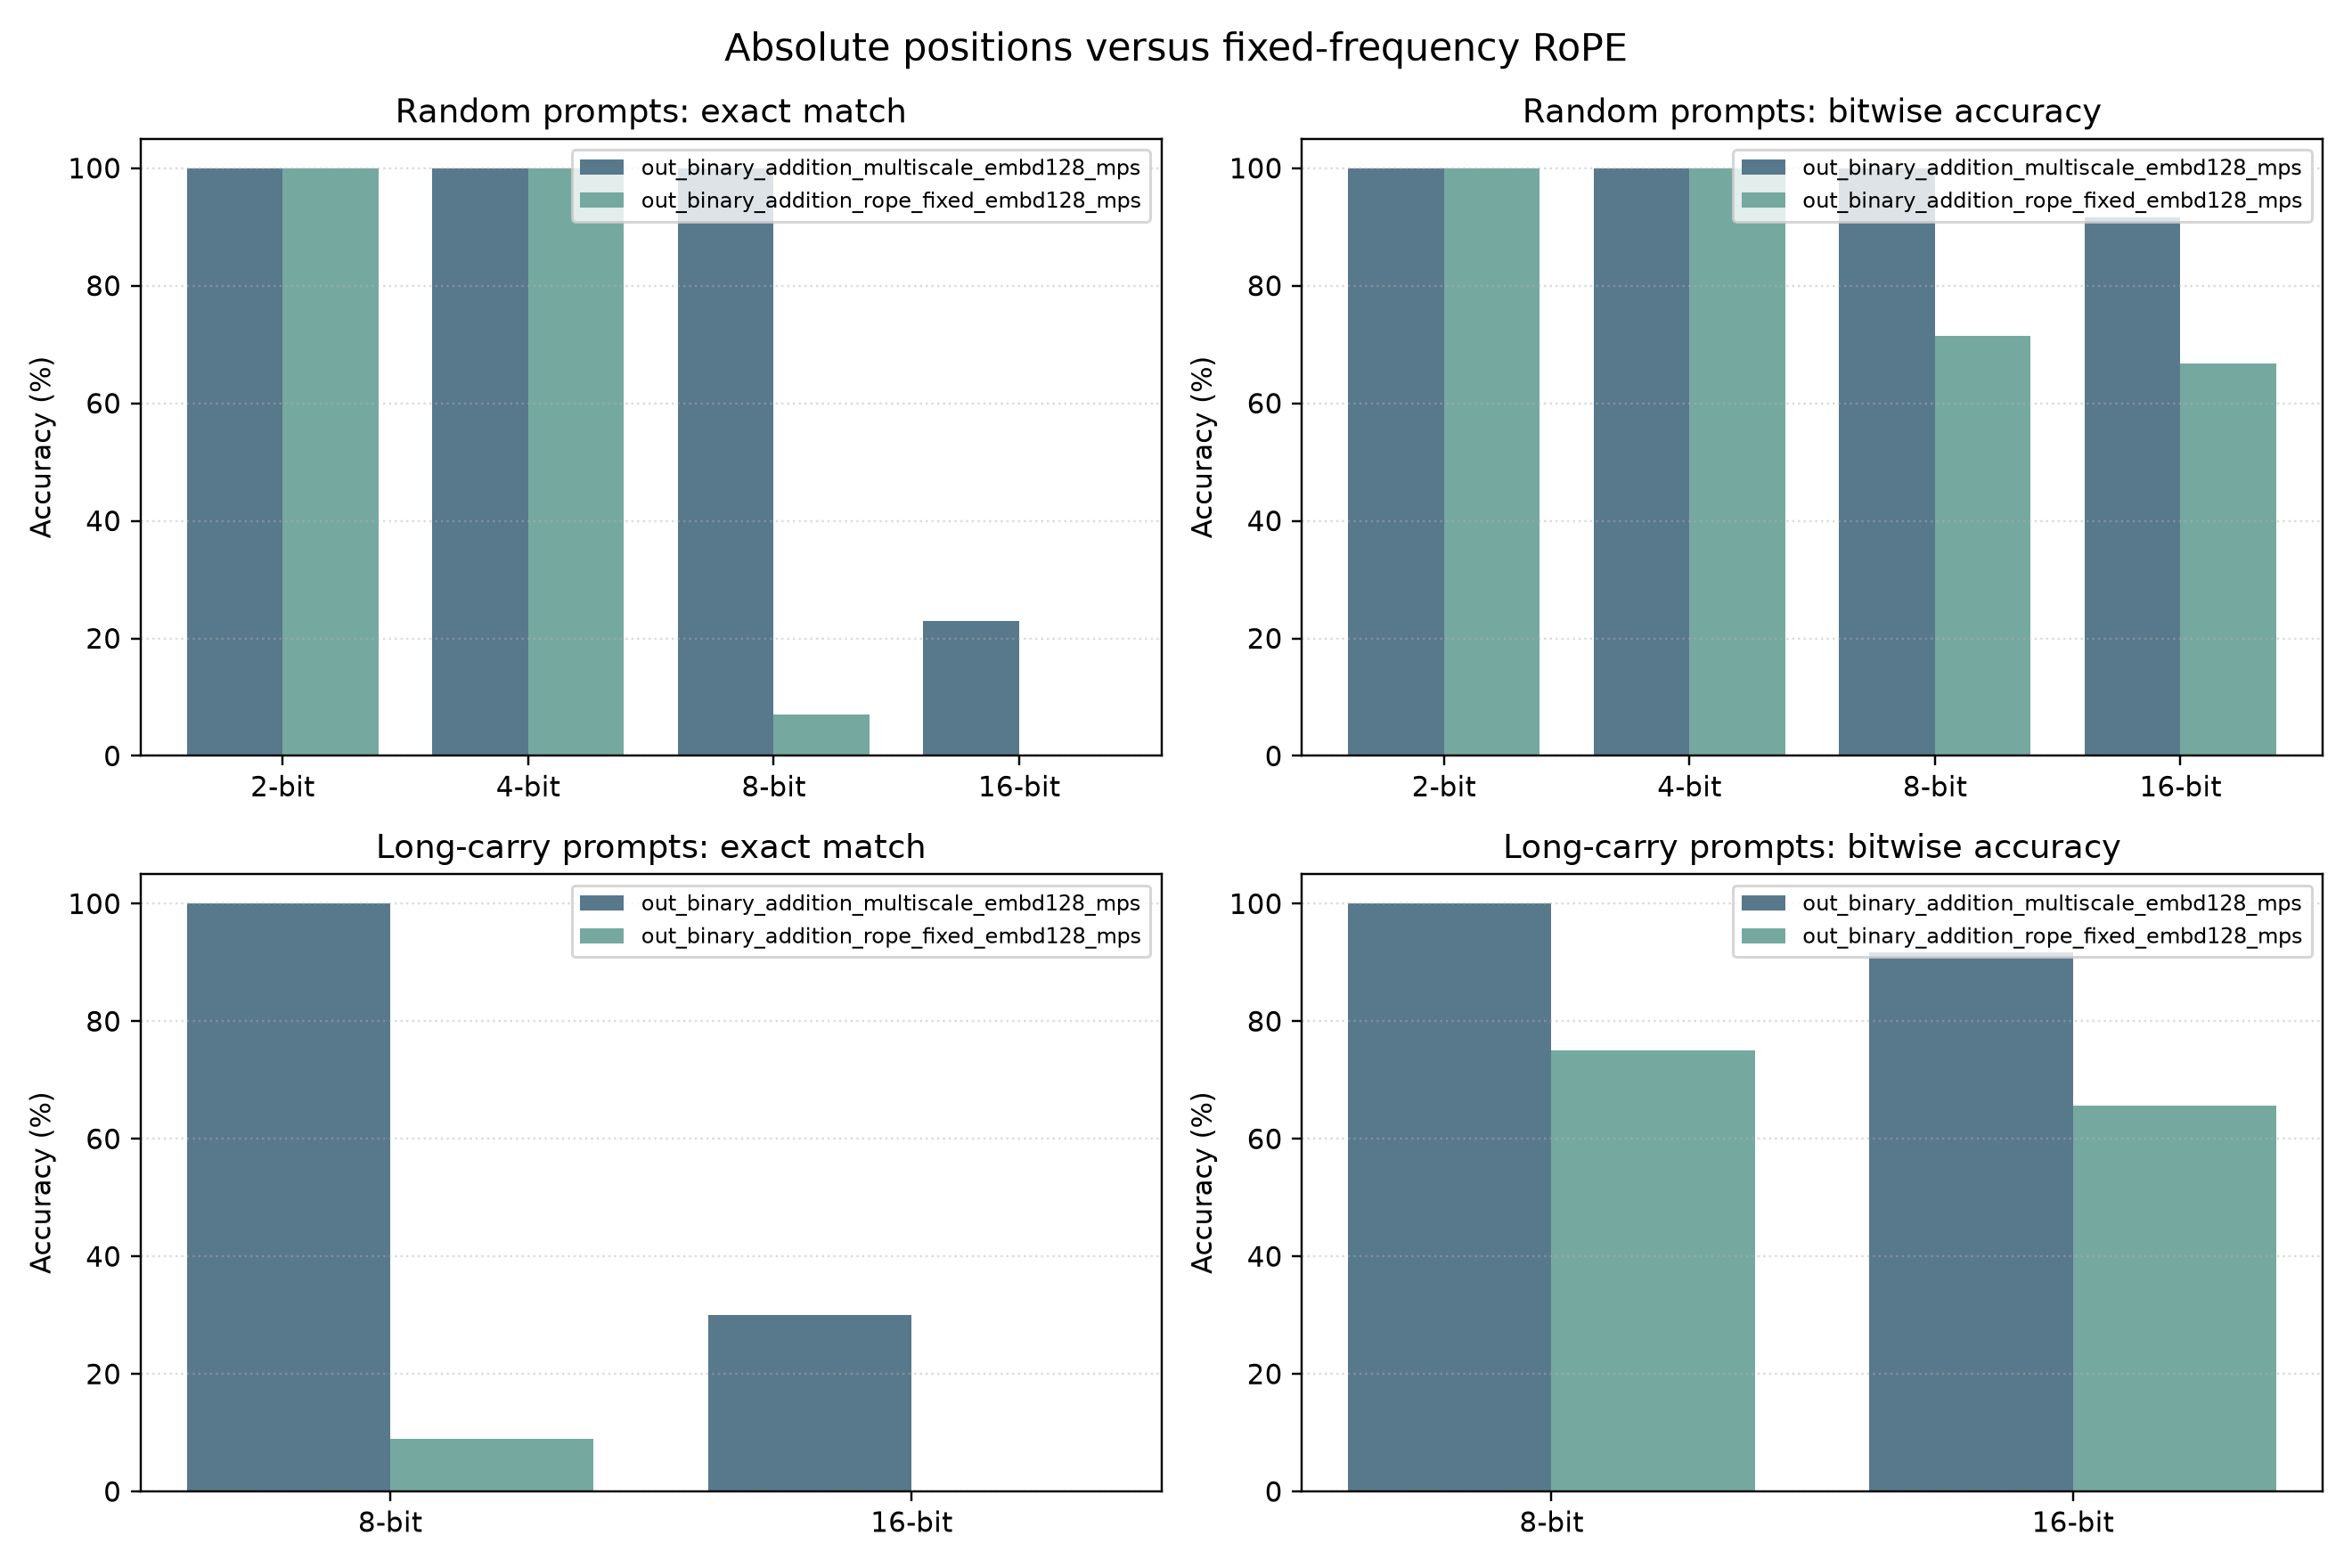 Absolute positions versus fixed-frequency RoPE
Random prompts: exact match
Accuracy (%)
100
80
60
40
20
0
out_binary_addition_multiscale_embd128_mps
out_binary_addition_rope_fixed_embd128_mps
2-bit 4-bit 8-bit 16-bit
Random prompts: bitwise accuracy
Accuracy (%)
100
80
60
40
20
0
out_binary_addition_multiscale_embd128_mps
out_binary_addition_rope_fixed_embd128_mps
2-bit 4-bit 8-bit 16-bit
Long-carry prompts: exact match
Accuracy (%)
100
80
60
40
20
0
out_binary_addition_multiscale_embd128_mps
out_binary_addition_rope_fixed_embd128_mps
8-bit 16-bit
Long-carry prompts: bitwise accuracy
Accuracy (%)
100
80
60
40
20
0
out_binary_addition_multiscale_embd128_mps
out_binary_addition_rope_fixed_embd128_mps
8-bit 16-bit